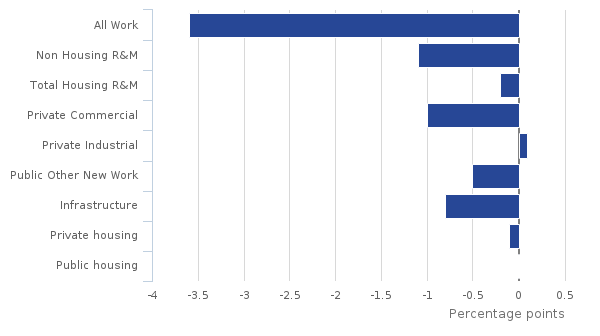 All Work
Non Housing R&M
Total Housing R&M
Private Commercial
Private Industrial
Public Other New Work
Infrastructure
Private housing
Public housing
-4 -3.5 -3 -2.5 -2 -1.5 -1 -0.5 0 0.5
Percentage points